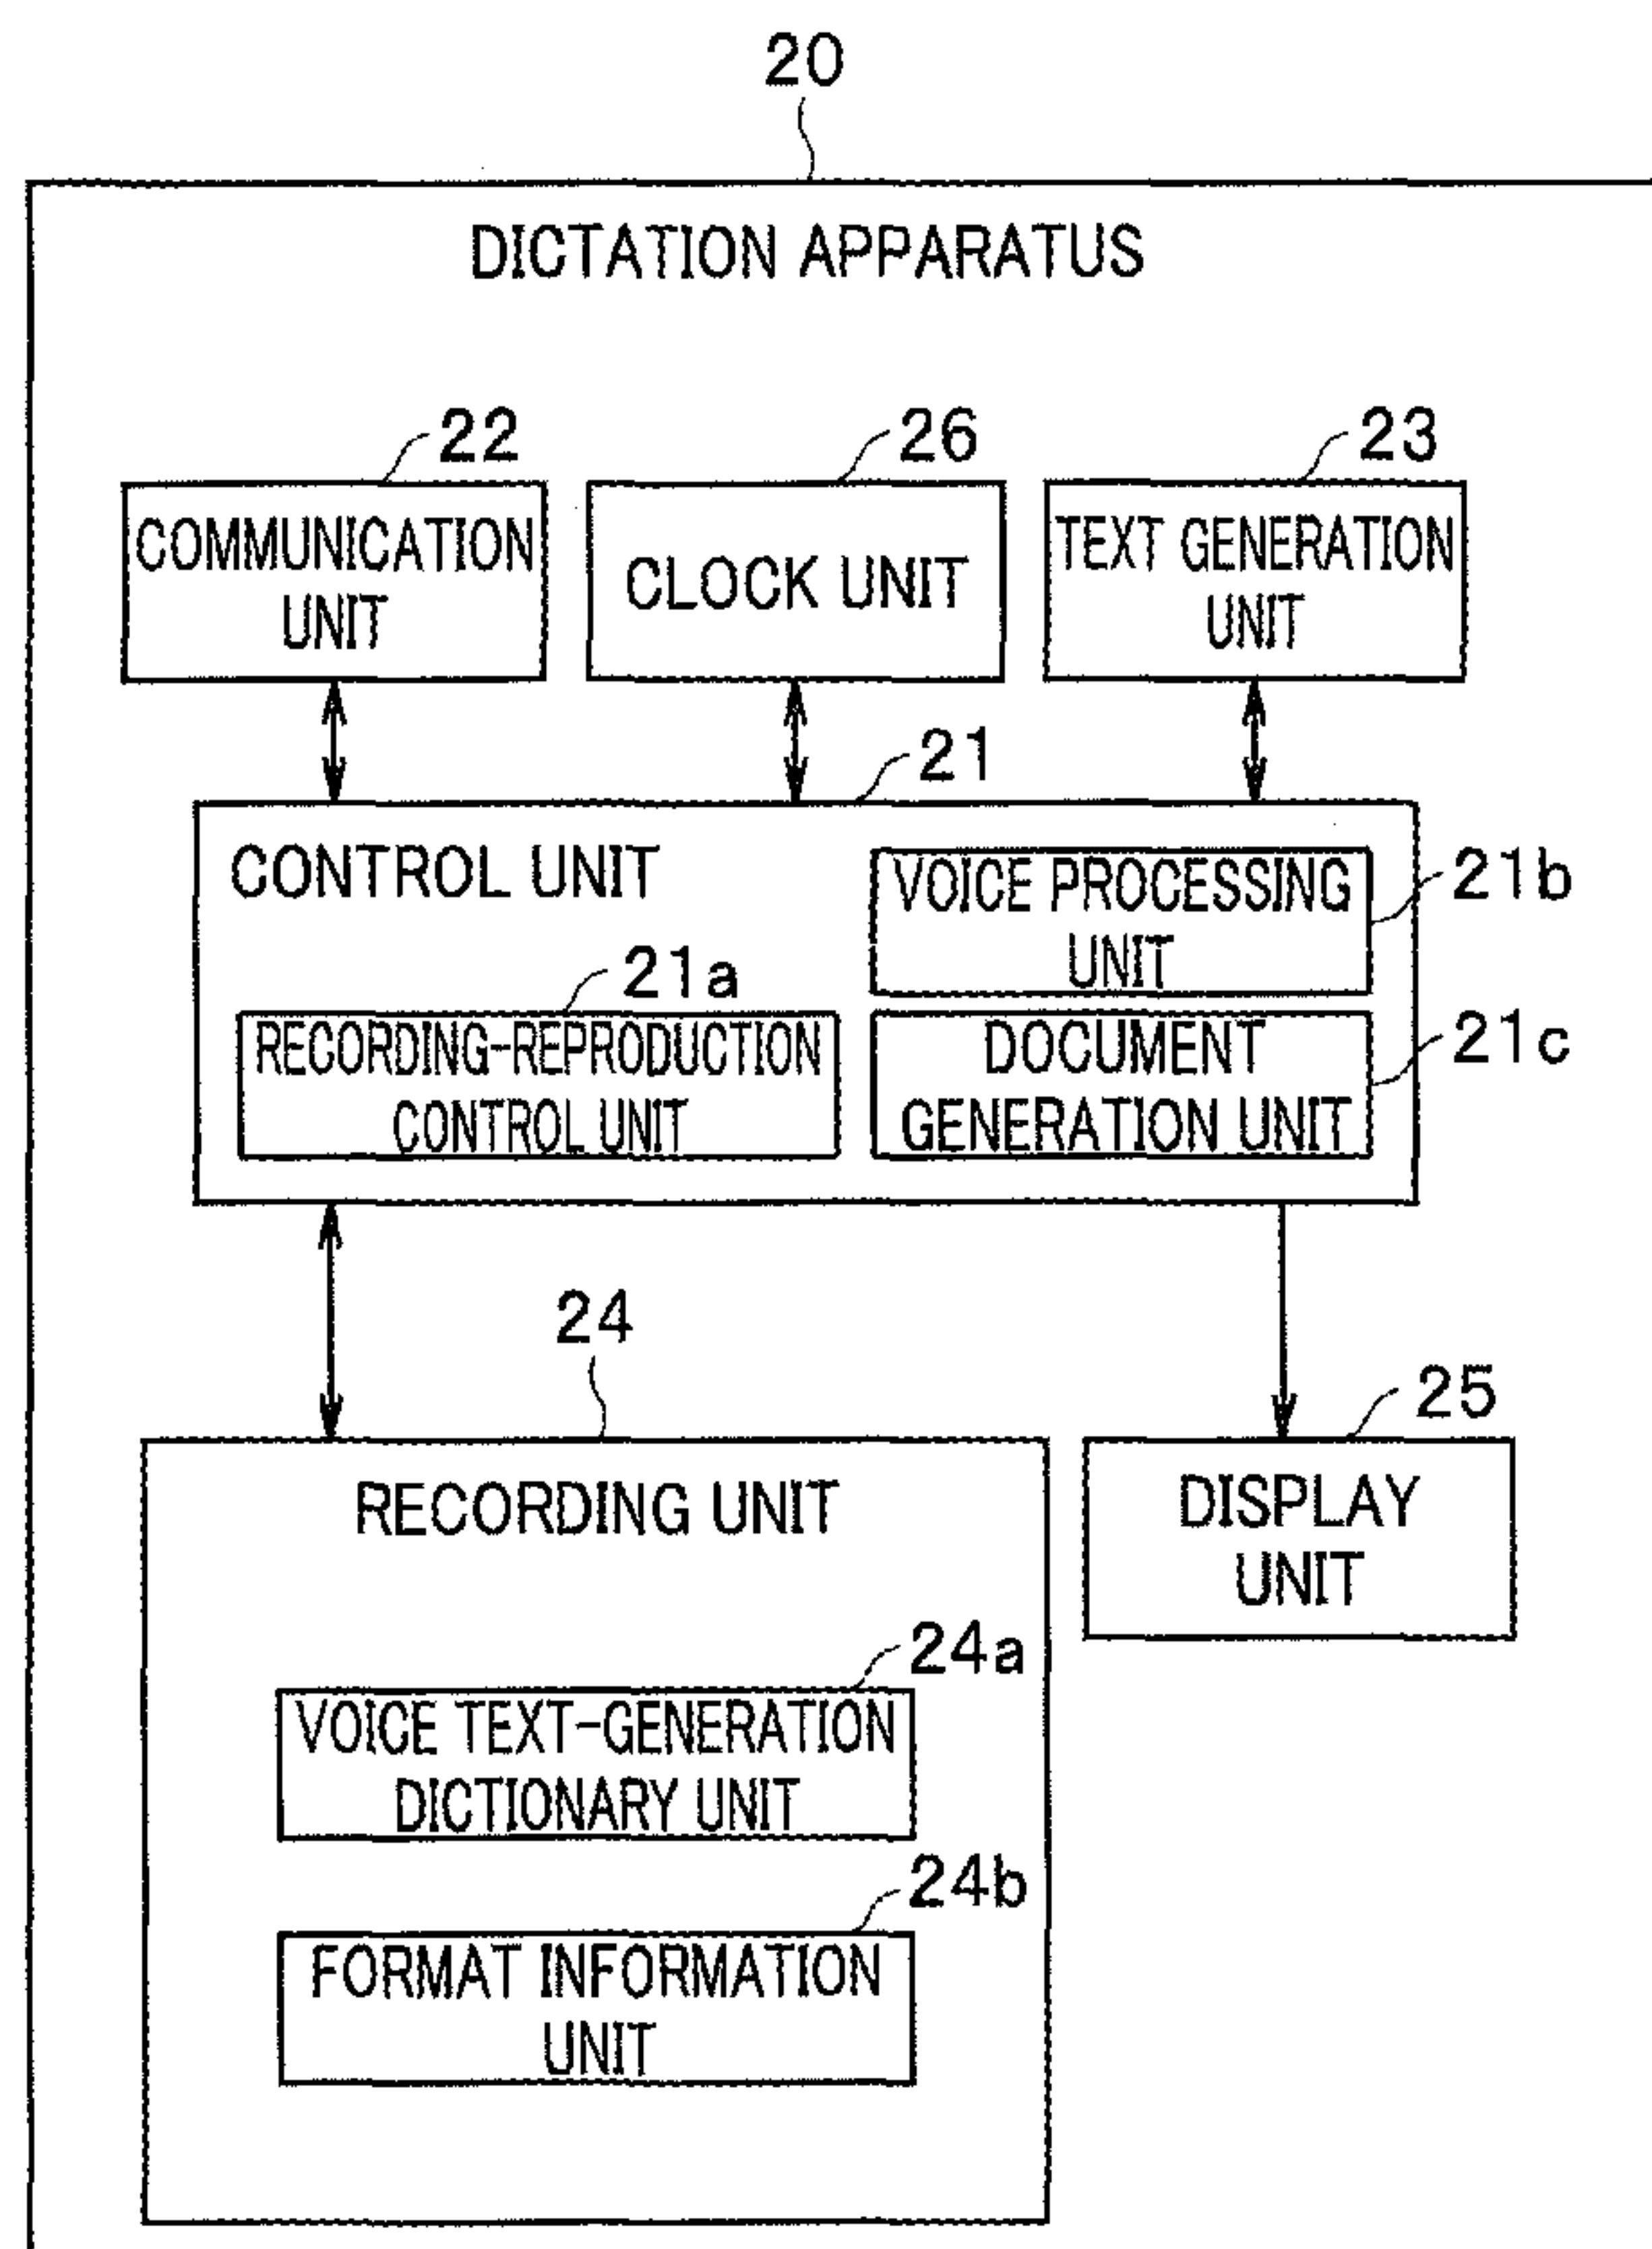 20
DICTATION APPARATUS
22
26
23
COMMUNICATION
UNIT
CLOCK UNIT
TEXT GENERATION
UNIT
21
CONTROL UNIT
VOICE PROCESSING
UNIT
21b
21a
RECORDING-REPRODUCTION
CONTROL UNIT
DOCUMENT
GENERATION UNIT
21c
24
25
RECORDING UNIT
DISPLAY
UNIT
24a
VOICE TEXT-GENERATION
DICTIONARY UNIT
24b
FORMAT INFORMATION
UNIT